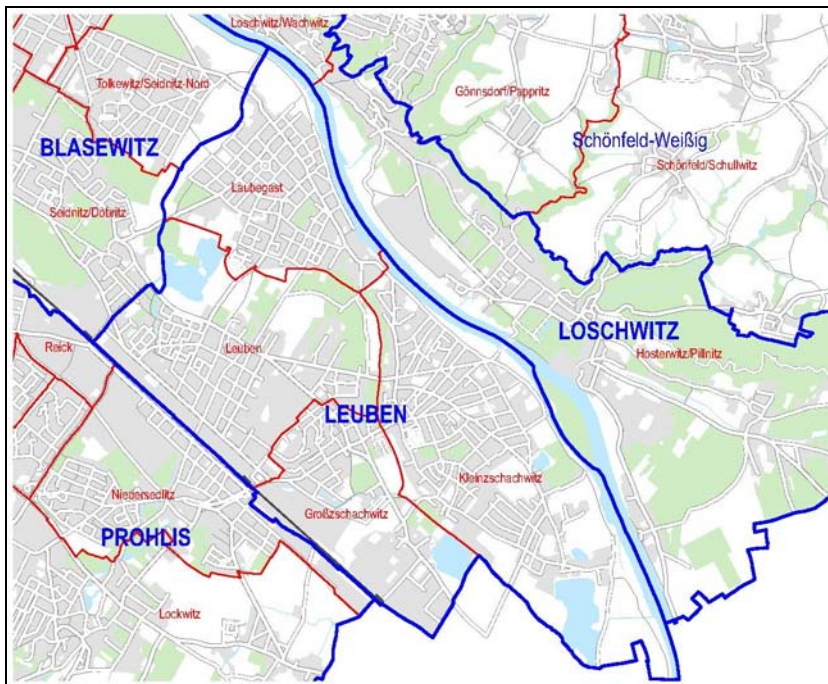 Loschwitz/Wachwitz
Tolkewitz/Seidnitz-Nord
Gönnsdorf/Pappritz
BLASEWITZ
Schönfeld-Weißig
Schönfeld/Schullwitz
Laubegast
Seidnitz/Dobritz
LOSCHWITZ
Reick
Leuben
Hosterwitz/Pillnitz
LEUBEN
Kleinzschachwitz
Niedersedlitz
Großzschachwitz
PROHLIS
Lockwitz